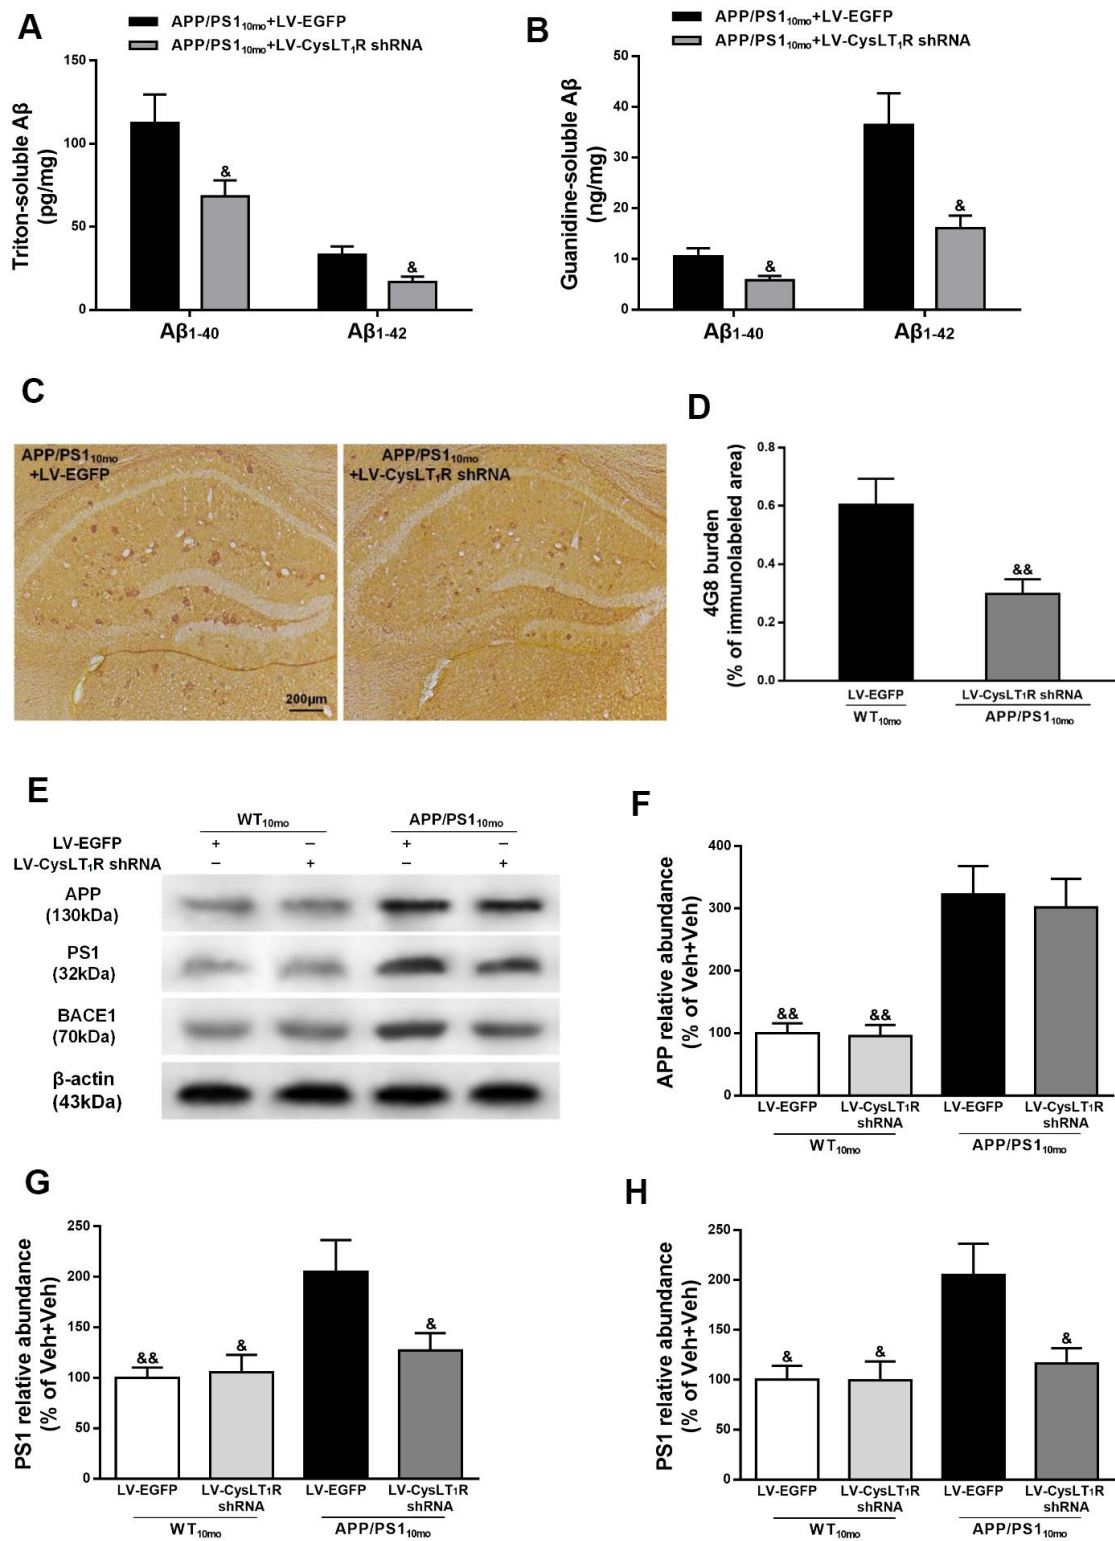 A
APP/PS1₁₀ₘₒ+LV-EGFP
APP/PS1₁₀ₘₒ+LV-CysLT₁R shRNA
Triton-soluble Aβ
(pg/mg)
150
100
50
0
&
&
Aβ₁₋₄₀
Aβ₁₋₄₂
B
APP/PS1₁₀ₘₒ+LV-EGFP
APP/PS1₁₀ₘₒ+LV-CysLT₁R shRNA
Guanidine-soluble Aβ
(ng/mg)
50
40
30
20
10
0
&
&
Aβ₁₋₄₀
Aβ₁₋₄₂
C
APP/PS1₁₀ₘₒ
+LV-EGFP
200μm
APP/PS1₁₀ₘₒ
+LV-CysLT₁R shRNA
D
4G8 burden
(% of immunolabeled area)
0.8
0.6
0.4
0.2
0.0
&&
LV-EGFP
LV-CysLT₁R shRNA
WT₁₀ₘₒ
APP/PS1₁₀ₘₒ
E
WT₁₀ₘₒ
APP/PS1₁₀ₘₒ
LV-EGFP + − + −
LV-CysLT₁R shRNA − + − +
APP
(130kDa)
PS1
(32kDa)
BACE1
(70kDa)
β-actin
(43kDa)
F
APP relative abundance
(% of Veh+Veh)
400
300
200
100
0
&&
&&
LV-EGFP
LV-CysLT₁R
shRNA
LV-EGFP
LV-CysLT₁R
shRNA
WT₁₀ₘₒ
APP/PS1₁₀ₘₒ
G
PS1 relative abundance
(% of Veh+Veh)
250
200
150
100
50
0
&&
&
&
LV-EGFP
LV-CysLT₁R
shRNA
LV-EGFP
LV-CysLT₁R
shRNA
WT₁₀ₘₒ
APP/PS1₁₀ₘₒ
H
PS1 relative abundance
(% of Veh+Veh)
250
200
150
100
50
0
&
&
&
LV-EGFP
LV-CysLT₁R
shRNA
LV-EGFP
LV-CysLT₁R
shRNA
WT₁₀ₘₒ
APP/PS1₁₀ₘₒ